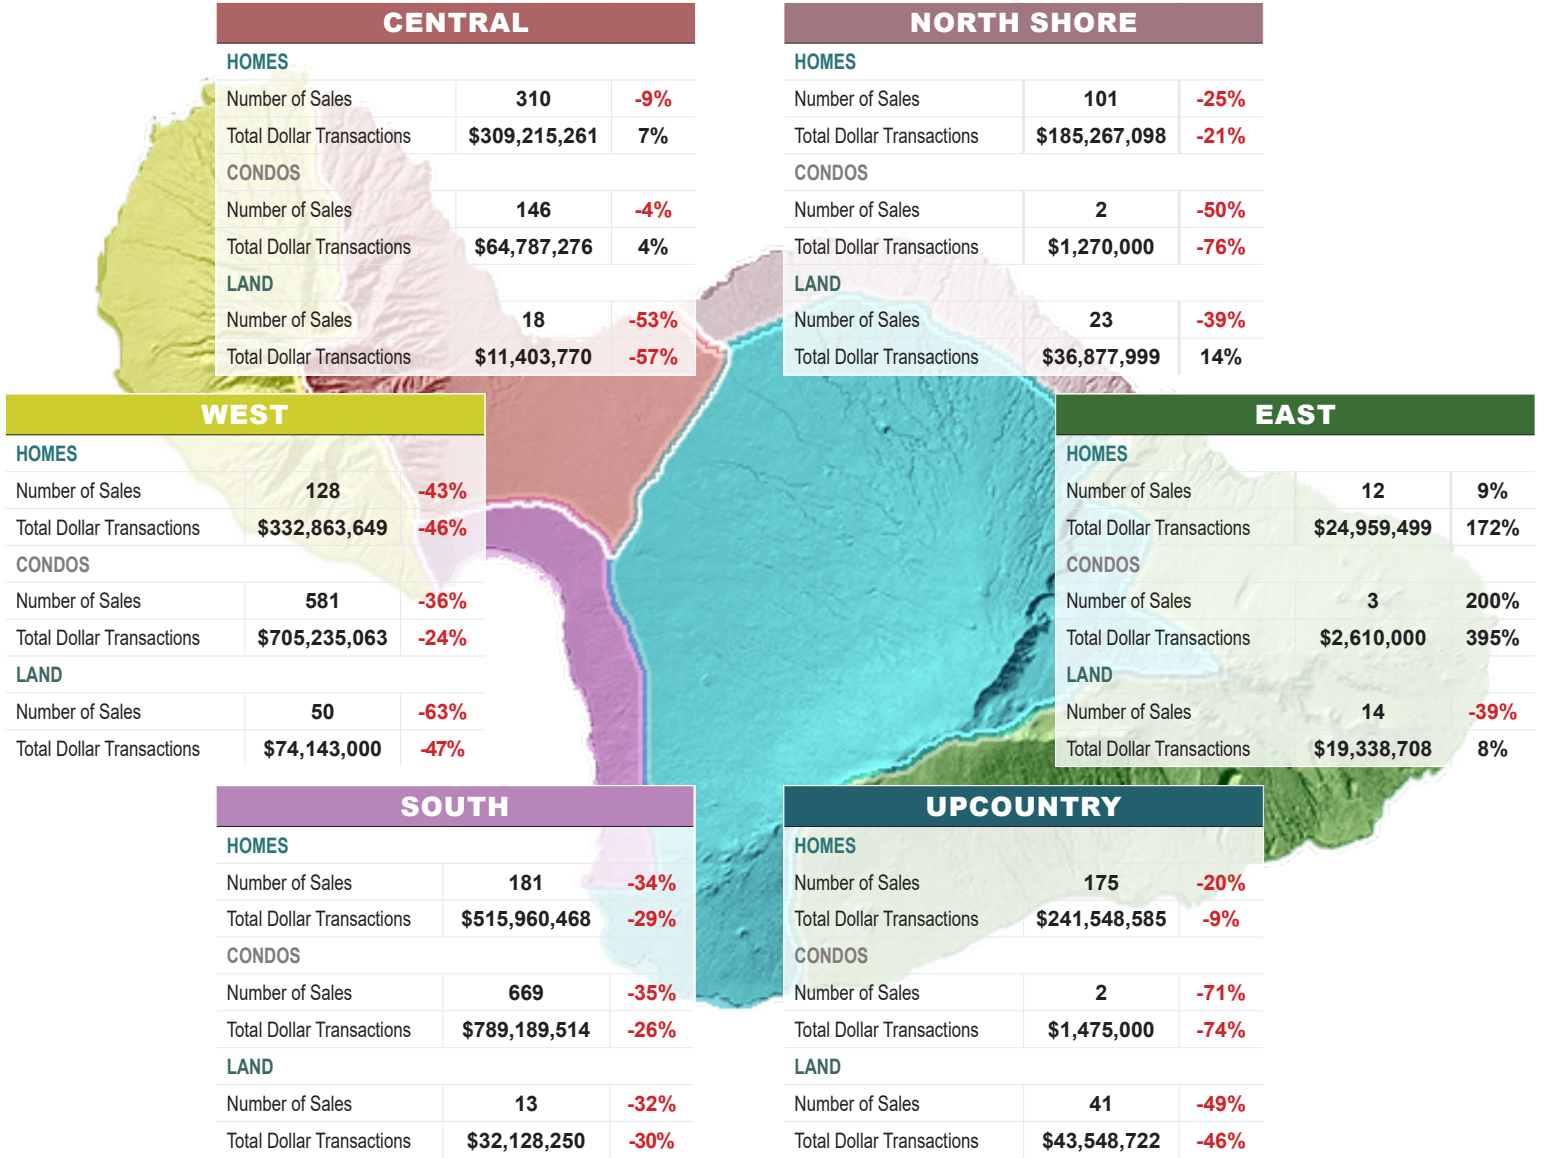 CENTRAL
HOMES
Number of Sales 310 -9%
Total Dollar Transactions $309,215,261 7%
CONDOS
Number of Sales 146 -4%
Total Dollar Transactions $64,787,276 4%
LAND
Number of Sales 18 -53%
Total Dollar Transactions $11,403,770 -57%
NORTH SHORE
HOMES
Number of Sales 101 -25%
Total Dollar Transactions $185,267,098 -21%
CONDOS
Number of Sales 2 -50%
Total Dollar Transactions $1,270,000 -76%
LAND
Number of Sales 23 -39%
Total Dollar Transactions $36,877,999 14%
WEST
HOMES
Number of Sales 128 -43%
Total Dollar Transactions $332,863,649 -46%
CONDOS
Number of Sales 581 -36%
Total Dollar Transactions $705,235,063 -24%
LAND
Number of Sales 50 -63%
Total Dollar Transactions $74,143,000 -47%
EAST
HOMES
Number of Sales 12 9%
Total Dollar Transactions $24,959,499 172%
CONDOS
Number of Sales 3 200%
Total Dollar Transactions $2,610,000 395%
LAND
Number of Sales 14 -39%
Total Dollar Transactions $19,338,708 8%
SOUTH
HOMES
Number of Sales 181 -34%
Total Dollar Transactions $515,960,468 -29%
CONDOS
Number of Sales 669 -35%
Total Dollar Transactions $789,189,514 -26%
LAND
Number of Sales 13 -32%
Total Dollar Transactions $32,128,250 -30%
UPCOUNTRY
HOMES
Number of Sales 175 -20%
Total Dollar Transactions $241,548,585 -9%
CONDOS
Number of Sales 2 -71%
Total Dollar Transactions $1,475,000 -74%
LAND
Number of Sales 41 -49%
Total Dollar Transactions $43,548,722 -46%